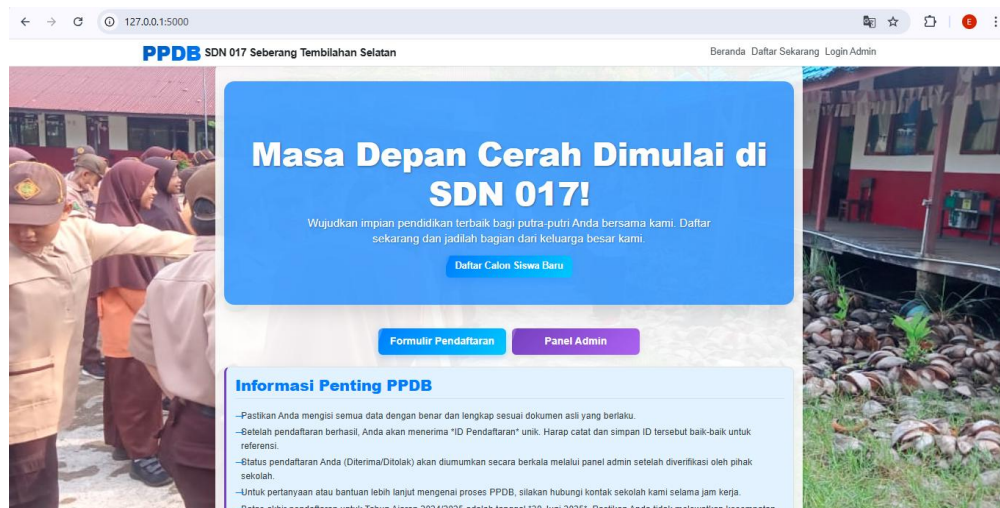 127.0.0.1:5000
E
PPDB SDN 017 Seberang Tembilahan Selatan
Beranda Daftar Sekarang Login Admin
Masa Depan Cerah Dimulai di
SDN 017!
Wujudkan impian pendidikan terbaik bagi putra-putri Anda bersama kami. Daftar
sekarang dan jadilah bagian dari keluarga besar kami.
Daftar Calon Siswa Baru
Formulir Pendaftaran
Panel Admin
Informasi Penting PPDB
Pastikan Anda mengisi semua data dengan benar dan lengkap sesuai dokumen asli yang berlaku.
Setelah pendaftaran berhasil, Anda akan menerima *ID Pendaftaran* unik. Harap catat dan simpan ID tersebut baik-baik untuk
referensi.
Status pendaftaran Anda (Diterima/Ditolak) akan diumumkan secara berkala melalui panel admin setelah diverifikasi oleh pihak
sekolah.
Untuk pertanyaan atau bantuan lebih lanjut mengenai proses PPDB, silakan hubungi kontak sekolah kami selama jam kerja.